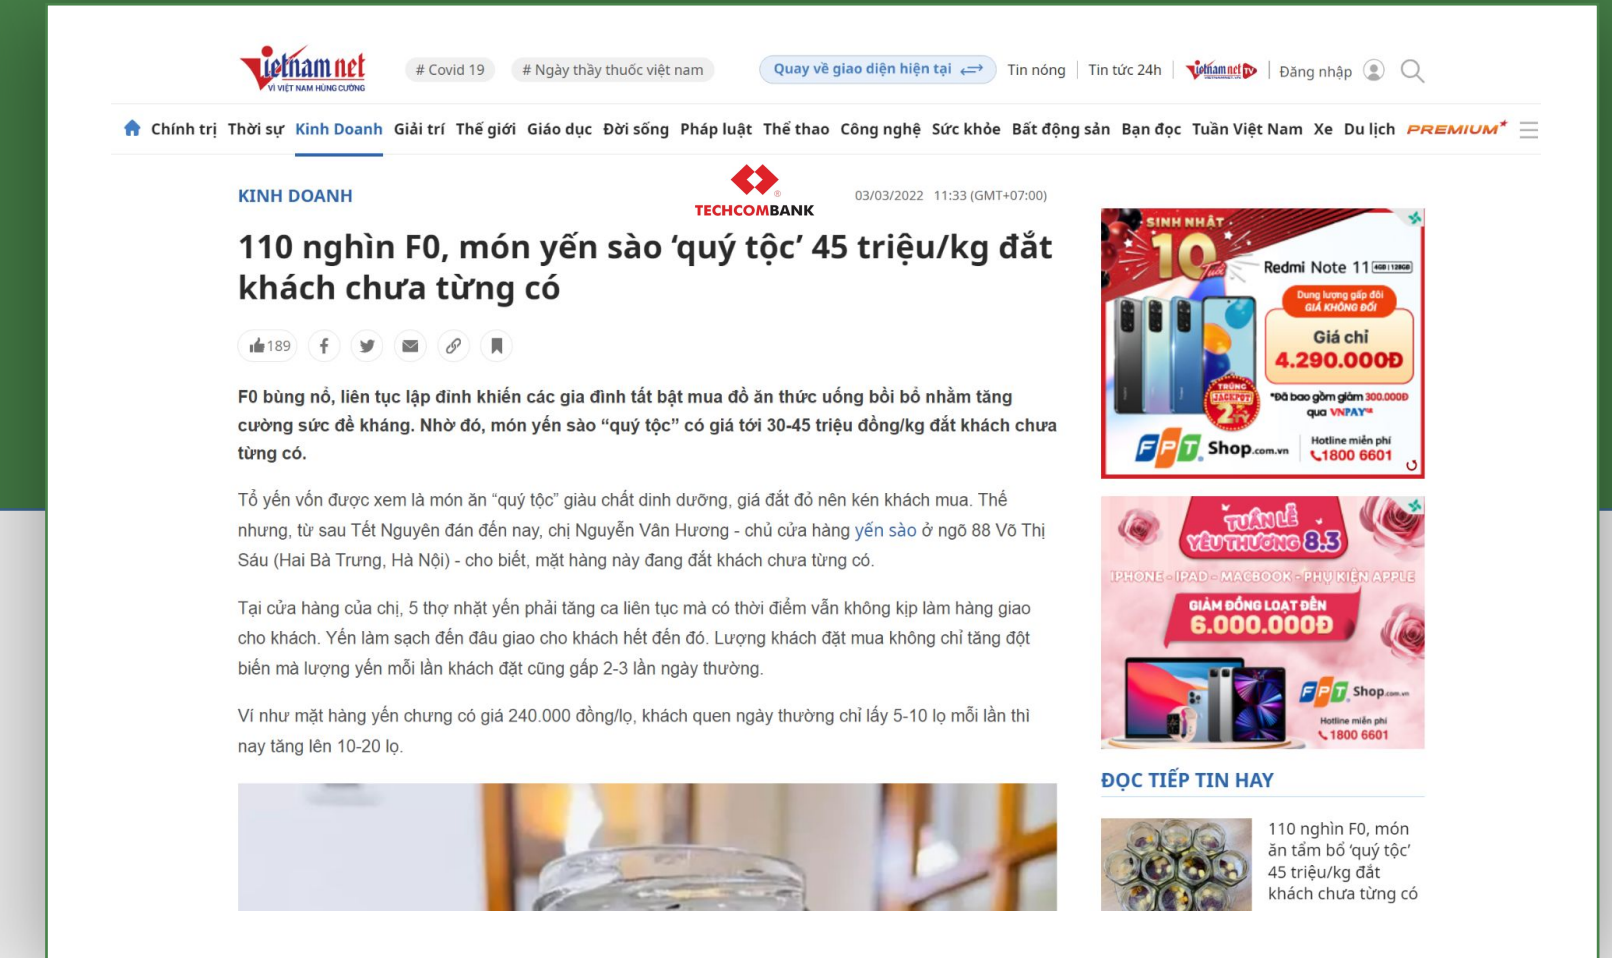 Vietnam net
VÌ VIỆT NAM HÙNG CƯỜNG
# Covid 19
# Ngày thầy thuốc việt nam
Quay về giao diện hiện tại
Tin nóng
Tin tức 24h
Vietnam net TV
Đăng nhập
Chính trị Thời sự Kinh Doanh Giải trí Thế giới Giáo dục Đời sống Pháp luật Thể thao Công nghệ Sức khỏe Bất động sản Bạn đọc Tuần Việt Nam Xe Du lịch PREMIUM
KINH DOANH
TECHCOMBANK
03/03/2022 11:33 (GMT+07:00)
110 nghìn F0, món yến sào ‘quý tộc’ 45 triệu/kg đắt
khách chưa từng có
189
F0 bùng nổ, liên tục lập đỉnh khiến các gia đình tất bật mua đồ ăn thức uống bồi bổ nhằm tăng
cường sức đề kháng. Nhờ đó, món yến sào “quý tộc” có giá tới 30-45 triệu đồng/kg đắt khách chưa
từng có.
Tổ yến vốn được xem là món ăn “quý tộc” giàu chất dinh dưỡng, giá đắt đỏ nên kén khách mua. Thế
nhưng, từ sau Tết Nguyên đán đến nay, chị Nguyễn Vân Hương - chủ cửa hàng yến sào ở ngõ 88 Võ Thị
Sáu (Hai Bà Trưng, Hà Nội) - cho biết, mặt hàng này đang đắt khách chưa từng có.
Tại cửa hàng của chị, 5 thợ nhặt yến phải tăng ca liên tục mà có thời điểm vẫn không kịp làm hàng giao
cho khách. Yến làm sạch đến đâu giao cho khách hết đến đó. Lượng khách đặt mua không chỉ tăng đột
biến mà lượng yến mỗi lần khách đặt cũng gấp 2-3 lần ngày thường.
Ví như mặt hàng yến chưng có giá 240.000 đồng/lọ, khách quen ngày thường chỉ lấy 5-10 lọ mỗi lần thì
nay tăng lên 10-20 lọ.
SINH NHẬT
10
Tuổi
Redmi Note 11 4GB | 128GB
Dung lượng gấp đôi
GIÁ KHÔNG ĐỔI
Giá chỉ
4.290.000Đ
TRÚNG
JACKPOT
2 TỶ
*Đã bao gồm giảm 300.000Đ
qua VNPAY
FPT Shop.com.vn
Hotline miễn phí
1800 6601
TUẦN LỄ
YÊU THƯƠNG 8.3
IPHONE - IPAD - MACBOOK - PHỤ KIỆN APPLE
GIẢM ĐỒNG LOẠT ĐẾN
6.000.000Đ
FPT Shop.com.vn
Hotline miễn phí
1800 6601
ĐỌC TIẾP TIN HAY
110 nghìn F0, món
ăn tẩm bổ ‘quý tộc’
45 triệu/kg đắt
khách chưa từng có